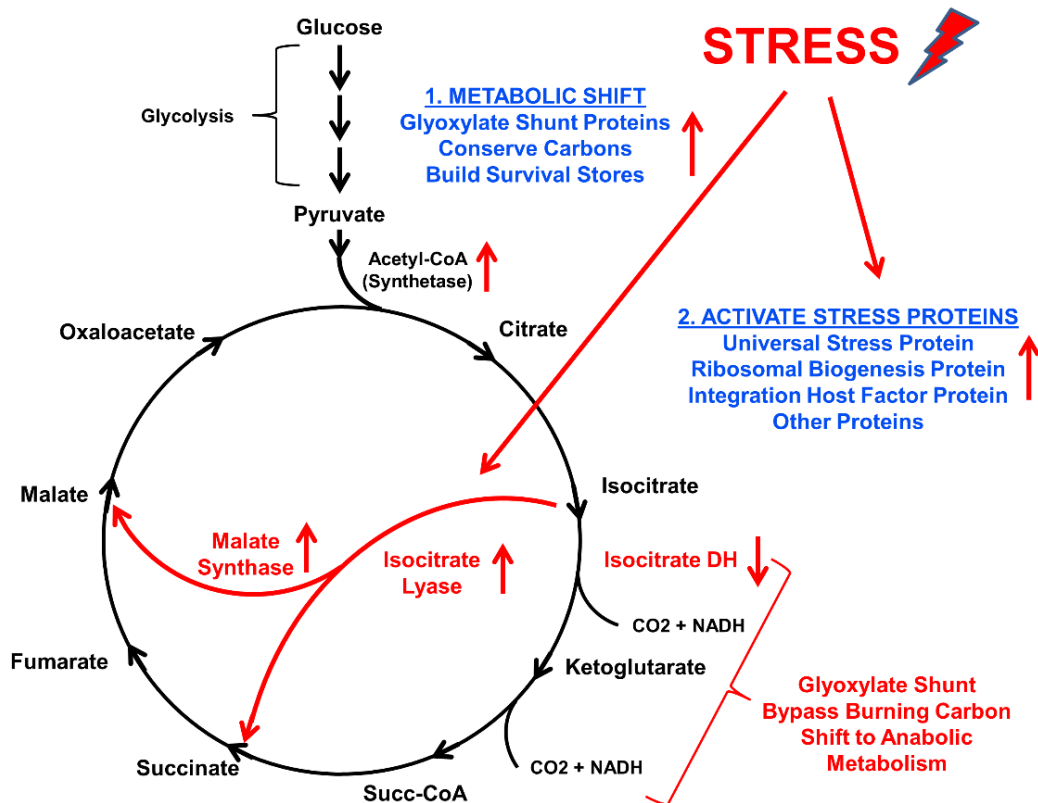 Glucose
STRESS
Glycolysis
1. METABOLIC SHIFT
Glyoxylate Shunt Proteins
Conserve Carbons
Build Survival Stores
Pyruvate
Acetyl-CoA
(Synthetase)
Oxaloacetate
Citrate
2. ACTIVATE STRESS PROTEINS
Universal Stress Protein
Ribosomal Biogenesis Protein
Integration Host Factor Protein
Other Proteins
Malate
Isocitrate
Malate
Synthase
Isocitrate
Lyase
Isocitrate DH
CO2 + NADH
Fumarate
Ketoglutarate
Glyoxylate Shunt
Bypass Burning Carbon
Shift to Anabolic
Metabolism
Succinate
CO2 + NADH
Succ-CoA